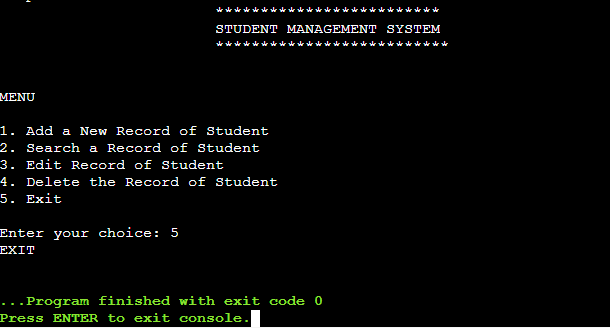 *************************
STUDENT MANAGEMENT SYSTEM
**************************
MENU
1. Add a New Record of Student
2. Search a Record of Student
3. Edit Record of Student
4. Delete the Record of Student
5. Exit
Enter your choice: 5
EXIT
...Program finished with exit code 0
Press ENTER to exit console.